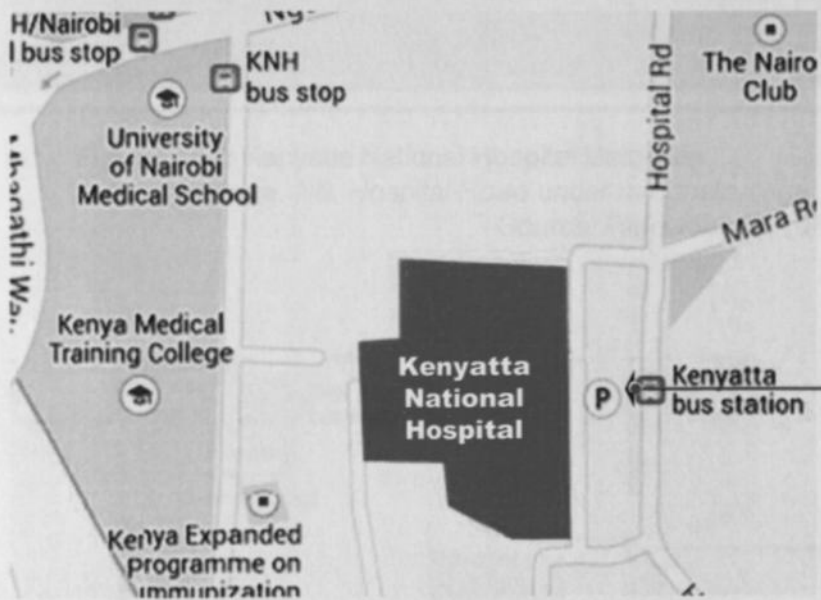 H/Nairobi
bus stop
KNH
bus stop
University
of Nairobi
Medical School
Hospital Rd
The Nairo
Club
Mara
Kenya Medical
Training College
Kenyatta
National
Hospital
P
Kenyatta
bus station
Kenya Expanded
programme on
immunization